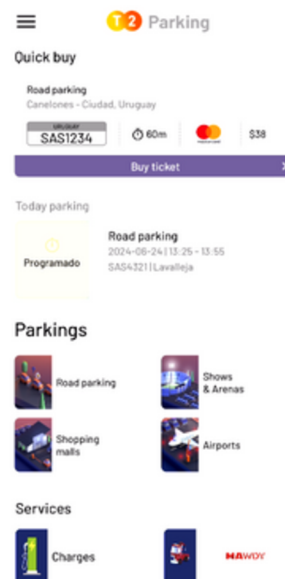 T2 Parking
Quick buy
Road parking
Canelones - Ciudad, Uruguay
URUGUAY
SAS1234
60m
$38
Buy ticket
Today parking
Programado
Road parking
2024-06-24 | 13:25 - 13:55
SAS4321 | Lavalleja
Parkings
Road parking
Shows
& Arenas
Shopping
malls
Airports
Services
Charges
HAWDY